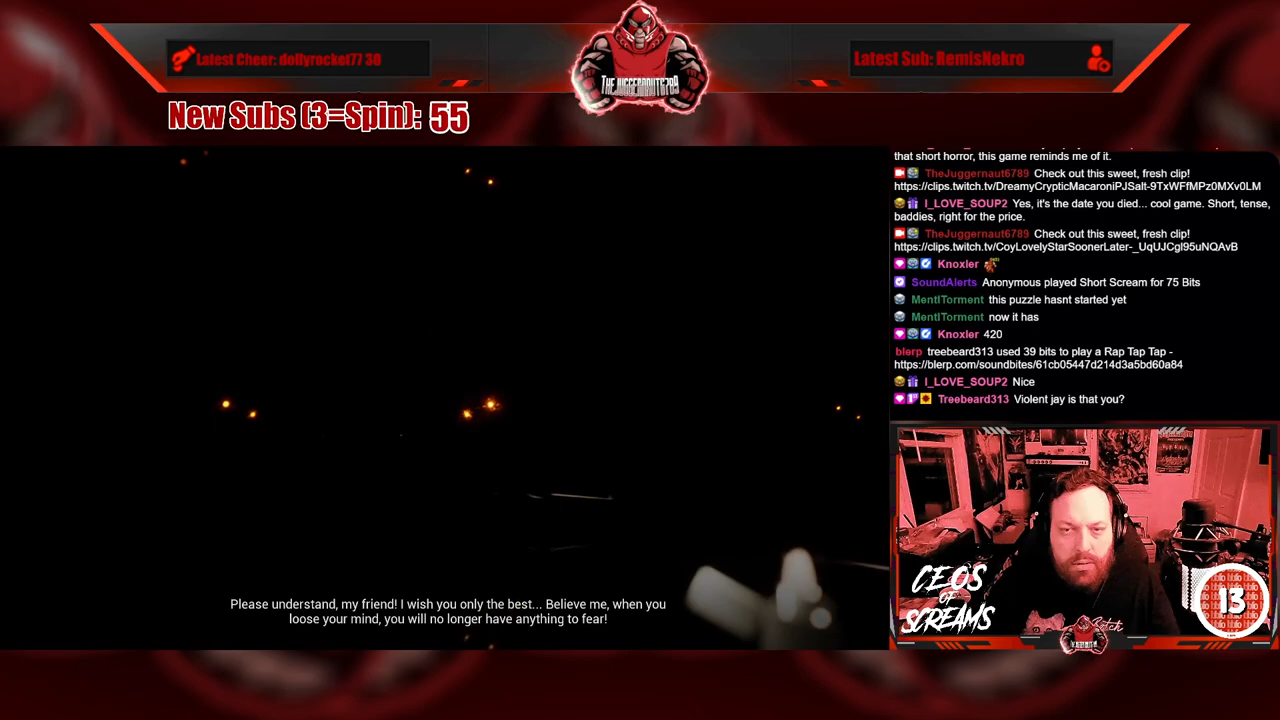 Latest Cheer: dollyrocket77 30
THEJUGGERNAUT6789
Latest Sub: RemisNekro
New Subs (3=Spin): 55
that short horror, this game reminds me of it.
TheJuggernaut6789 Check out this sweet, fresh clip!
https://clips.twitch.tv/DreamyCrypticMacaroniPJSalt-9TxWFfMPz0MXv0LM
I_LOVE_SOUP2 Yes, it's the date you died... cool game. Short, tense,
baddies, right for the price.
TheJuggernaut6789 Check out this sweet, fresh clip!
https://clips.twitch.tv/CoyLovelyStarSoonerLater-_UqUJCgl95uNQAvB
Knoxler
SoundAlerts Anonymous played Short Scream for 75 Bits
MentlTorment this puzzle hasnt started yet
MentlTorment now it has
Knoxler 420
blerp treebeard313 used 39 bits to play a Rap Tap Tap -
https://blerp.com/soundbites/61cb05447d214d3a5bd60a84
I_LOVE_SOUP2 Nice
Treebeard313 Violent jay is that you?
CEOS
OF
SCREAMS
13
Please understand, my friend! I wish you only the best... Believe me, when you
loose your mind, you will no longer have anything to fear!